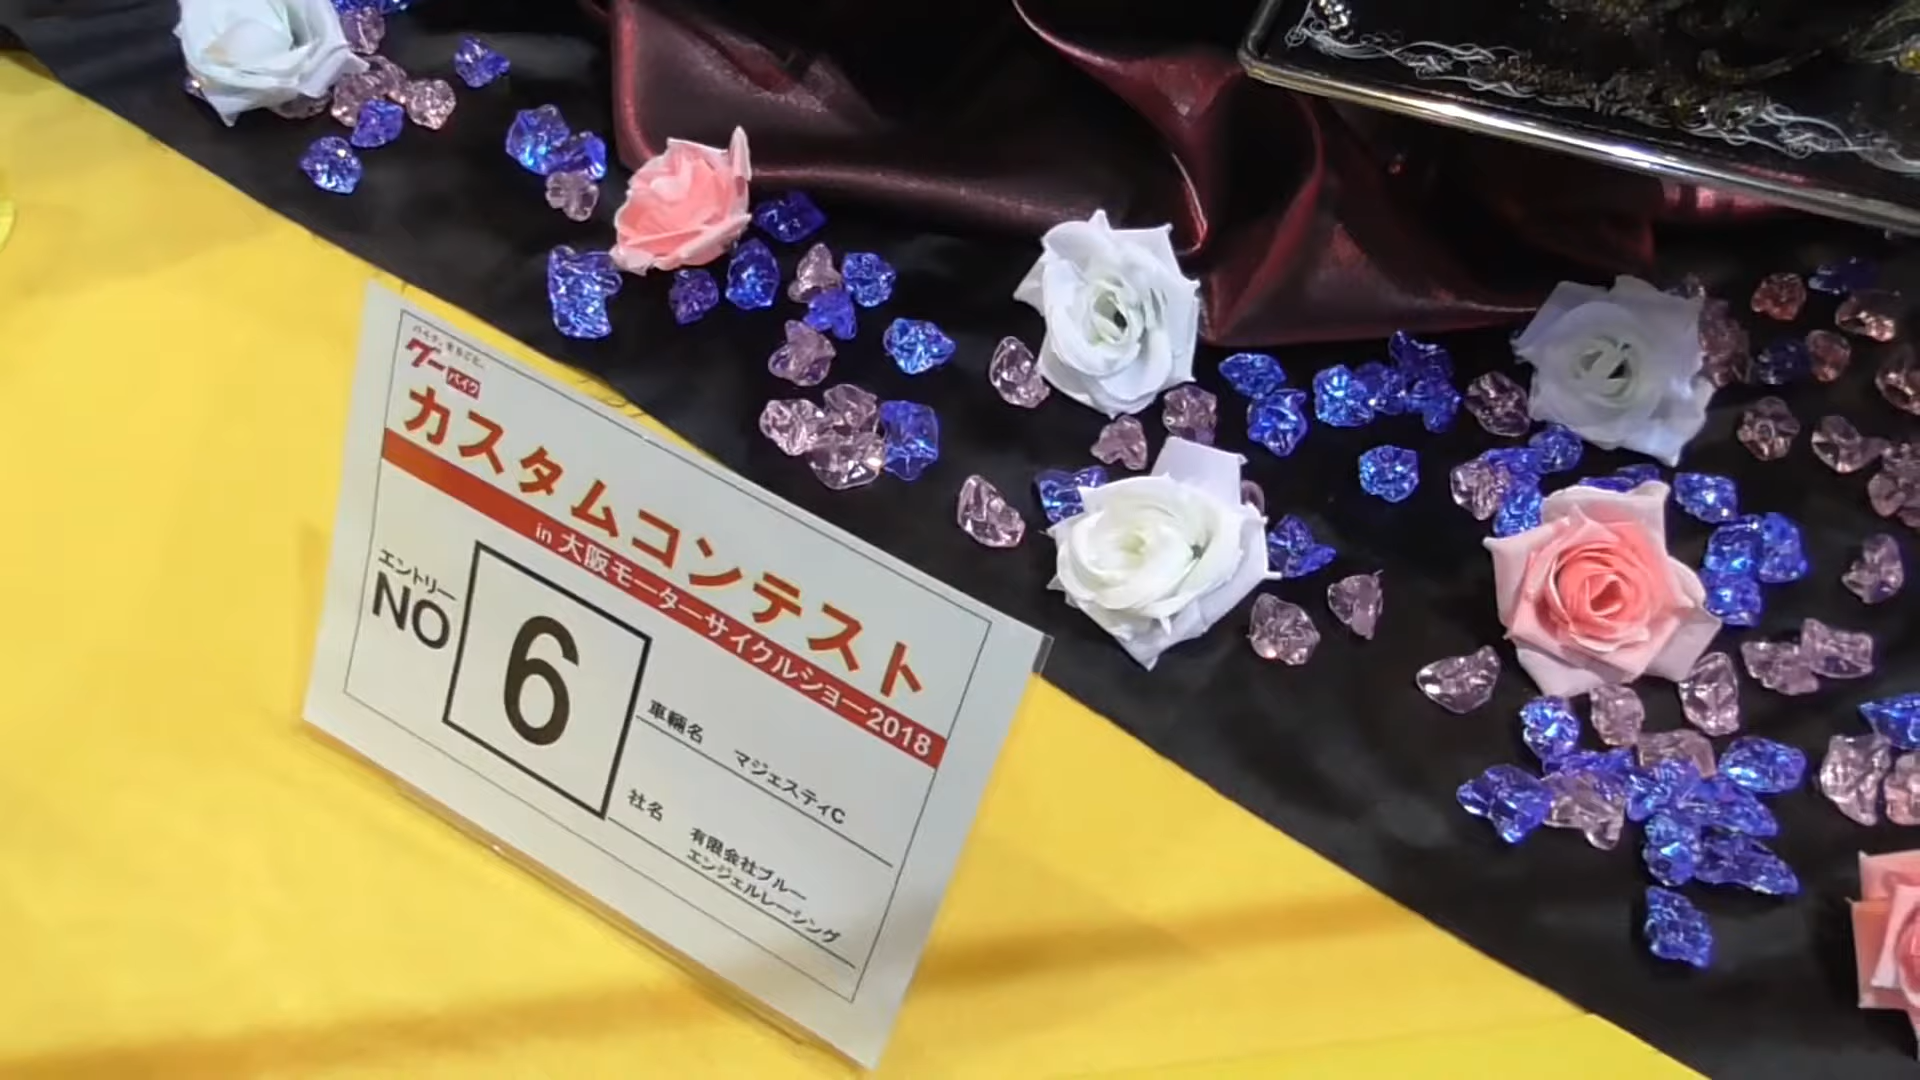 バイク、まるごと。
グーバイク
カスタムコンテスト
in 大阪モーターサイクルショー2018
エントリー
NO
6
車輛名 マジェスティC
社名 有限会社ブルー
エンジェルレーシング